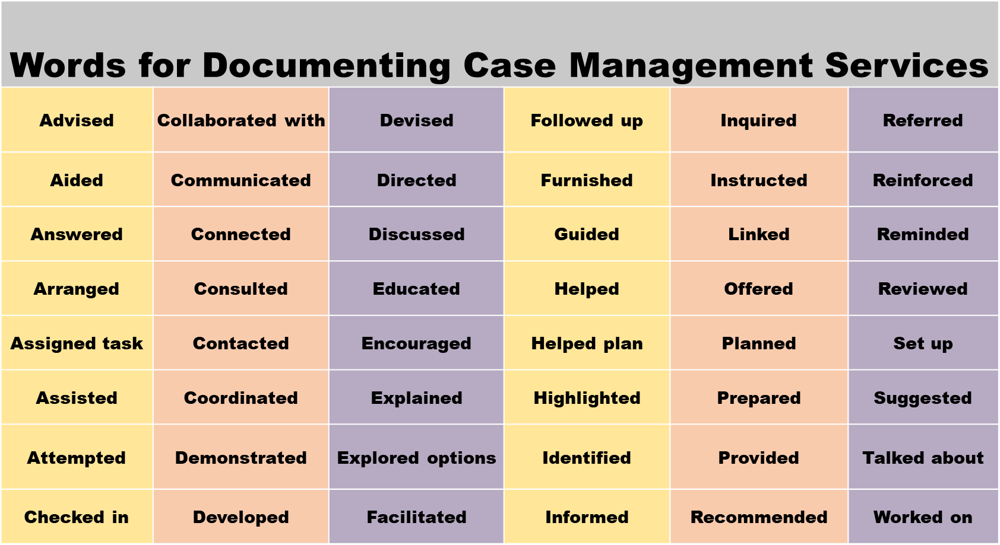 Words for Documenting Case Management Services
Advised Collaborated with Devised Followed up Inquired Referred
Aided Communicated Directed Furnished Instructed Reinforced
Answered Connected Discussed Guided Linked Reminded
Arranged Consulted Educated Helped Offered Reviewed
Assigned task Contacted Encouraged Helped plan Planned Set up
Assisted Coordinated Explained Highlighted Prepared Suggested
Attempted Demonstrated Explored options Identified Provided Talked about
Checked in Developed Facilitated Informed Recommended Worked on